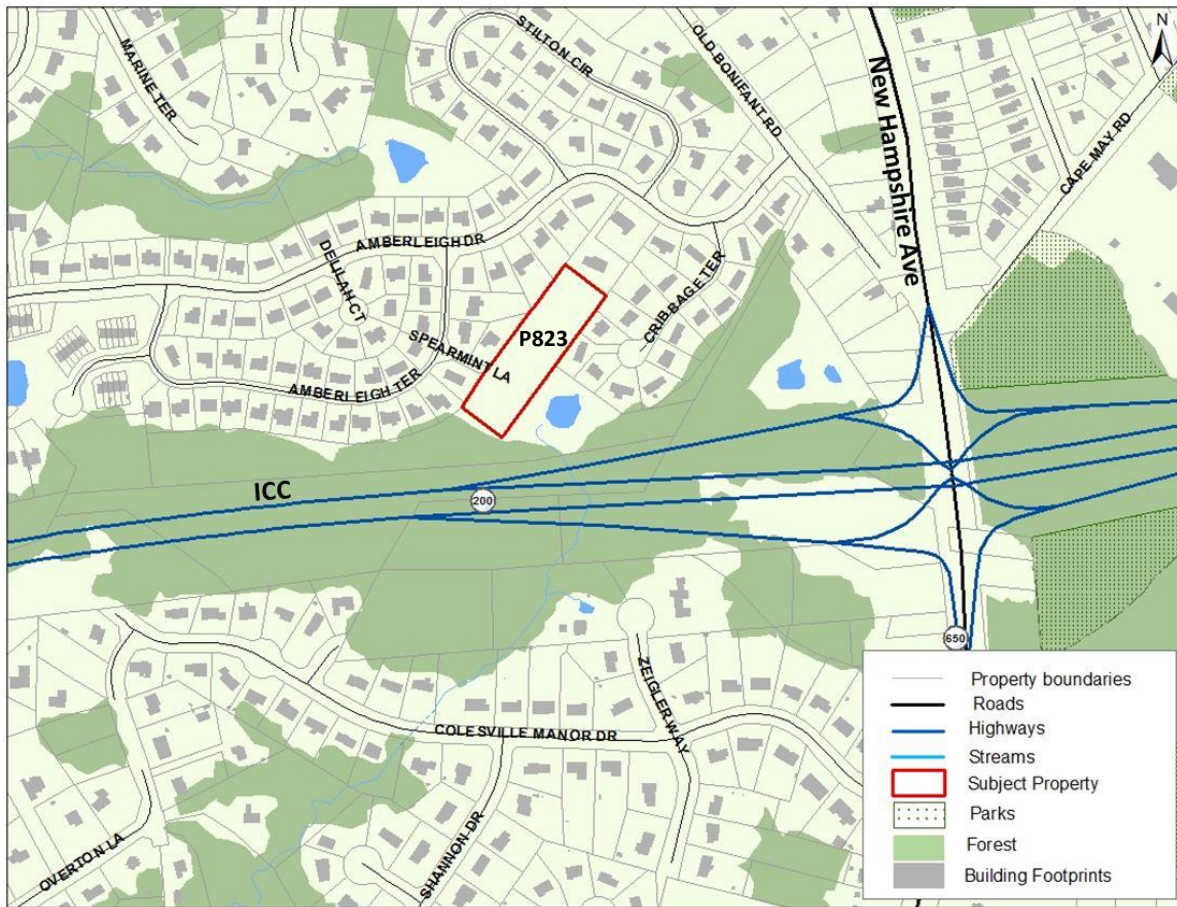 N
STILTON CIR
MARINE TER
OLD BONIFANT RD
New Hampshire Ave
CAPE MAY RD
AMBERLEIGH DR
DELILAH CT
CRIBBAGE TER
P823
SPEARMINT LA
AMBERLEIGH TER
ICC
200
650
ZEIGLER WAY
COLESVILLE MANOR DR
SHANNON DR
OVERTON LA
Property boundaries
Roads
Highways
Streams
Subject Property
Parks
Forest
Building Footprints